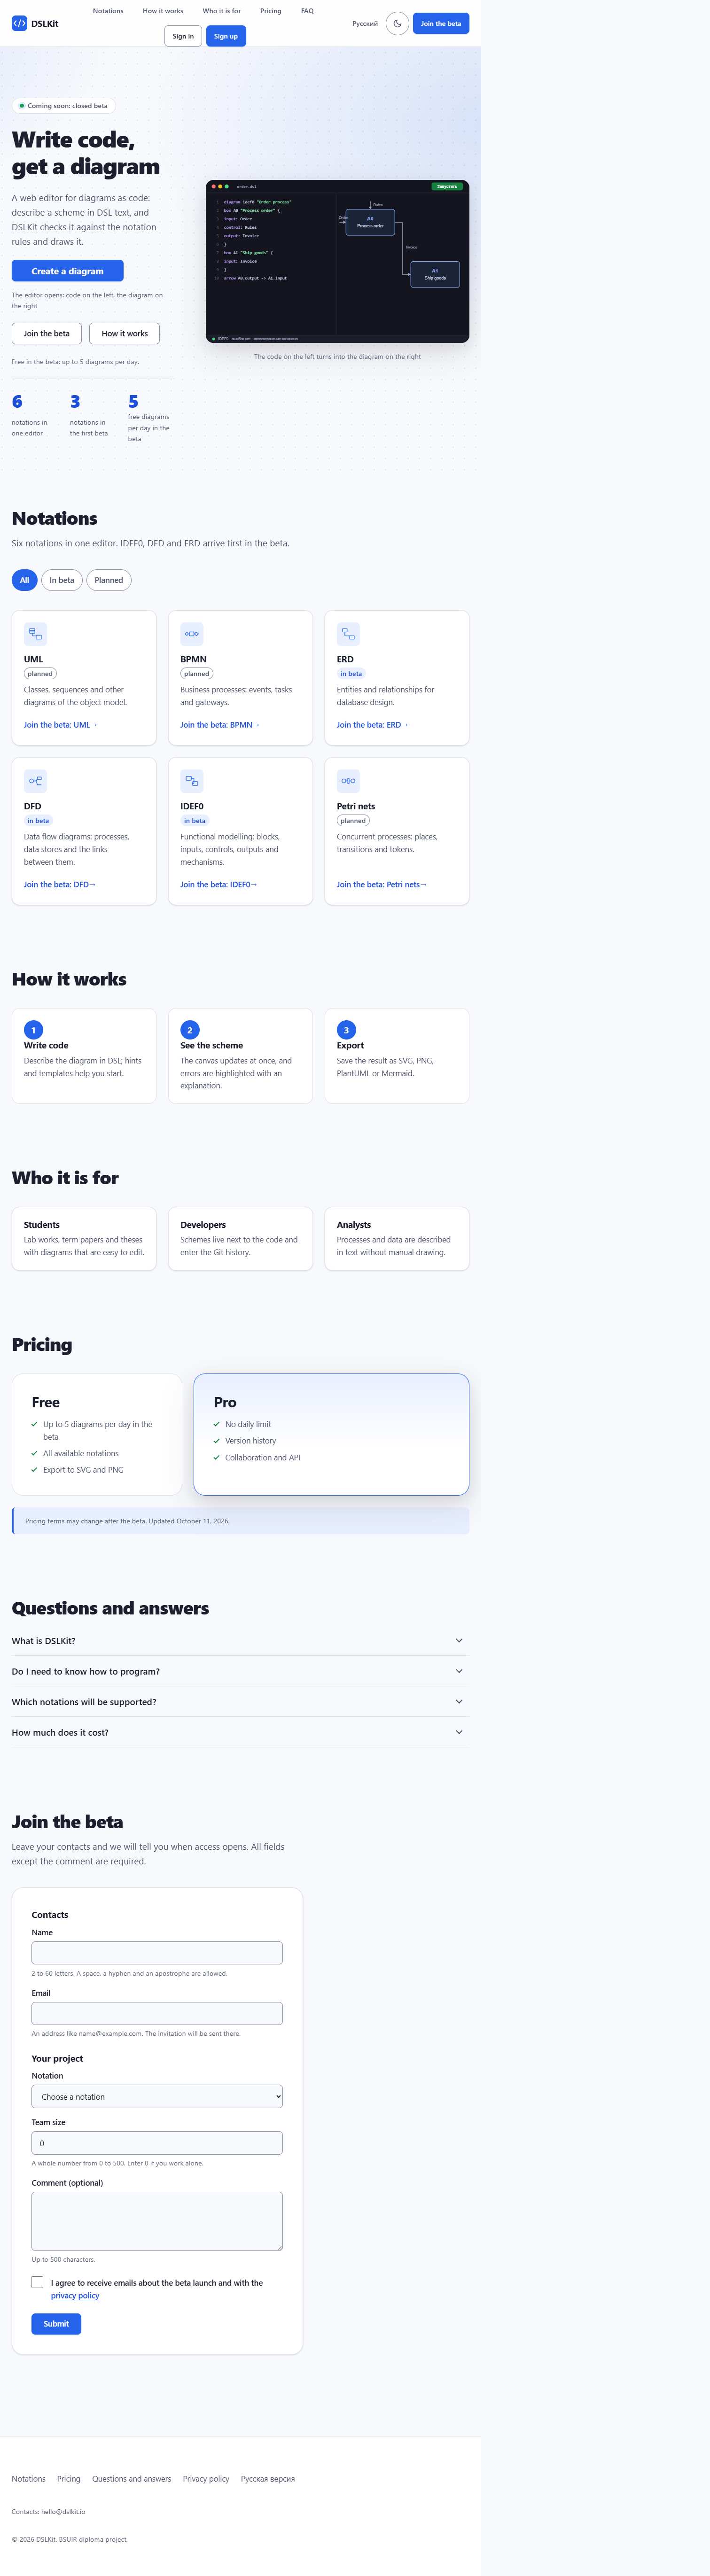 DSLKit
Notations
How it works
Who it is for
Pricing
FAQ
Sign in
Sign up
Русский
Join the beta
Coming soon: closed beta
Write code,
get a diagram
A web editor for diagrams as code:
describe a scheme in DSL text, and
DSLKit checks it against the notation
rules and draws it.
Create a diagram
The editor opens: code on the left, the diagram on
the right
Join the beta
How it works
Free in the beta: up to 5 diagrams per day.
6
notations in
one editor
3
notations in
the first beta
5
free diagrams
per day in the
beta
order.dsl
Запустить
1 diagram idef0 "Order process"
2 box A0 "Process order" {
3 input: Order
4 control: Rules
5 output: Invoice
6 }
7 box A1 "Ship goods" {
8 input: Invoice
9 }
10 arrow A0.output -> A1.input
Rules
Order
A0
Process order
Invoice
A1
Ship goods
IDEF0
The code on the left turns into the diagram on the right
Notations
Six notations in one editor. IDEF0, DFD and ERD arrive first in the beta.
All
In beta
Planned
UML
planned
Classes, sequences and other
diagrams of the object model.
Join the beta: UML→
BPMN
planned
Business processes: events, tasks
and gateways.
Join the beta: BPMN→
ERD
in beta
Entities and relationships for
database design.
Join the beta: ERD→
DFD
in beta
Data flow diagrams: processes,
data stores and the links
between them.
Join the beta: DFD→
IDEF0
in beta
Functional modelling: blocks,
inputs, controls, outputs and
mechanisms.
Join the beta: IDEF0→
Petri nets
planned
Concurrent processes: places,
transitions and tokens.
Join the beta: Petri nets→
How it works
1
Write code
Describe the diagram in DSL; hints
and templates help you start.
2
See the scheme
The canvas updates at once, and
errors are highlighted with an
explanation.
3
Export
Save the result as SVG, PNG,
PlantUML or Mermaid.
Who it is for
Students
Lab works, term papers and theses
with diagrams that are easy to edit.
Developers
Schemes live next to the code and
enter the Git history.
Analysts
Processes and data are described
in text without manual drawing.
Pricing
Free
Up to 5 diagrams per day in the
beta
All available notations
Export to SVG and PNG
Pro
No daily limit
Version history
Collaboration and API
Pricing terms may change after the beta. Updated October 11, 2026.
Questions and answers
What is DSLKit?
Do I need to know how to program?
Which notations will be supported?
How much does it cost?
Join the beta
Leave your contacts and we will tell you when access opens. All fields
except the comment are required.
Contacts
Name
2 to 60 letters. A space, a hyphen and an apostrophe are allowed.
Email
An address like name@example.com. The invitation will be sent there.
Your project
Notation
Choose a notation
Team size
0
A whole number from 0 to 500. Enter 0 if you work alone.
Comment (optional)
Up to 500 characters.
I agree to receive emails about the beta launch and with the
privacy policy
Submit
Notations
Pricing
Questions and answers
Privacy policy
Русская версия
Contacts: hello@dslkit.io
© 2026 DSLKit. BSUIR diploma project.